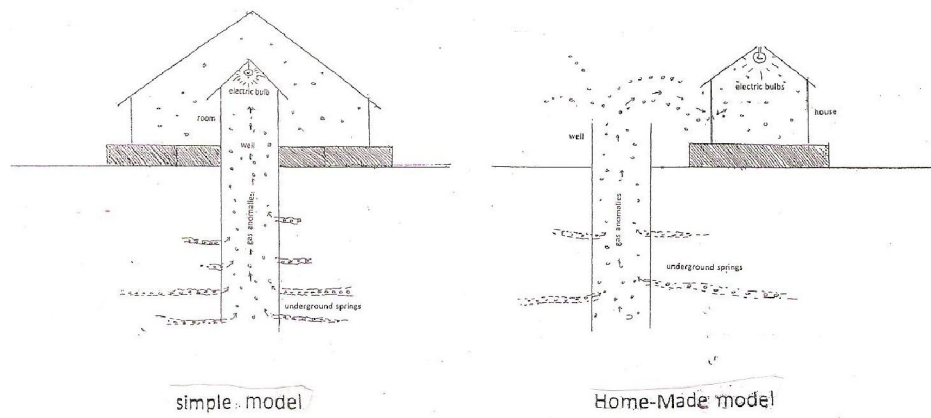 electric bulb
room
well
gas anomalies
underground springs
simple model
electric bulbs
house
well
gas anomalies
underground springs
Home-Made model